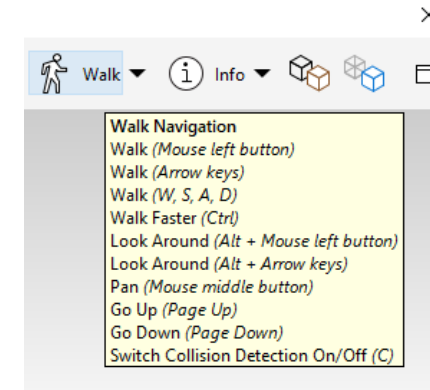 Walk Info
Walk Navigation
Walk (Mouse left button)
Walk (Arrow keys)
Walk (W, S, A, D)
Walk Faster (Ctrl)
Look Around (Alt + Mouse left button)
Look Around (Alt + Arrow keys)
Pan (Mouse middle button)
Go Up (Page Up)
Go Down (Page Down)
Switch Collision Detection On/Off (C)